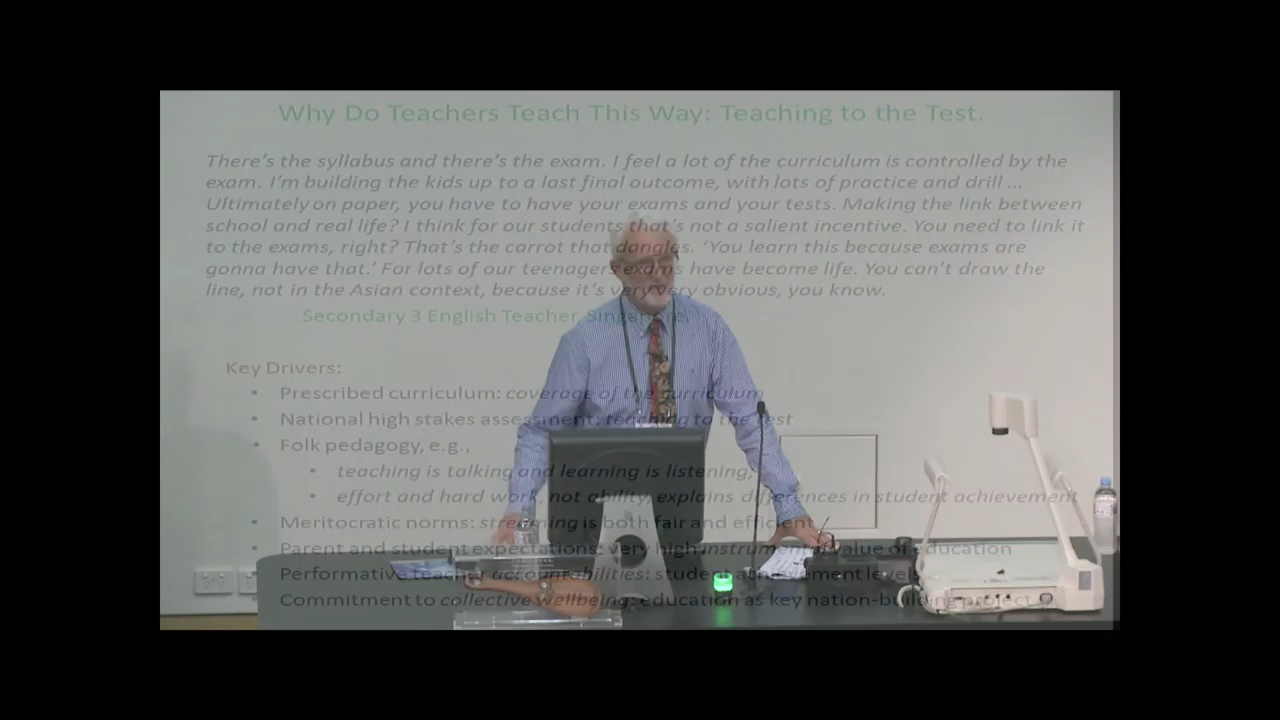 Why Do Teachers Teach This Way: Teaching to the Test.
There's the syllabus and there's the exam. I feel a lot of the curriculum is controlled by the
exam. I'm building the kids up to a last final outcome, with lots of practice and drill ...
Ultimately on paper, you have to have your exams and your tests. Making the link between
school and real life? I think for our students that's not a salient incentive. You need to link it
to the exams, right? That's the carrot that dangles. 'You learn this because exams are
gonna have that.' For lots of our teenagers exams have become life. You can't draw the
line, not in the Asian context, because it's very very obvious, you know.
Secondary 3 English Teacher, Singapore.
Key Drivers:
• Prescribed curriculum: coverage of the curriculum
• National high stakes assessment: teaching to the test
• Folk pedagogy, e.g.,
• teaching is talking and learning is listening;
• effort and hard work, not ability, explains differences in student achievement
• Meritocratic norms: streaming is both fair and efficient
• Parent and student expectations: very high instrumental value of education
Performative teacher accountabilities: student achievement levels
Commitment to collective wellbeing: education as key nation-building project